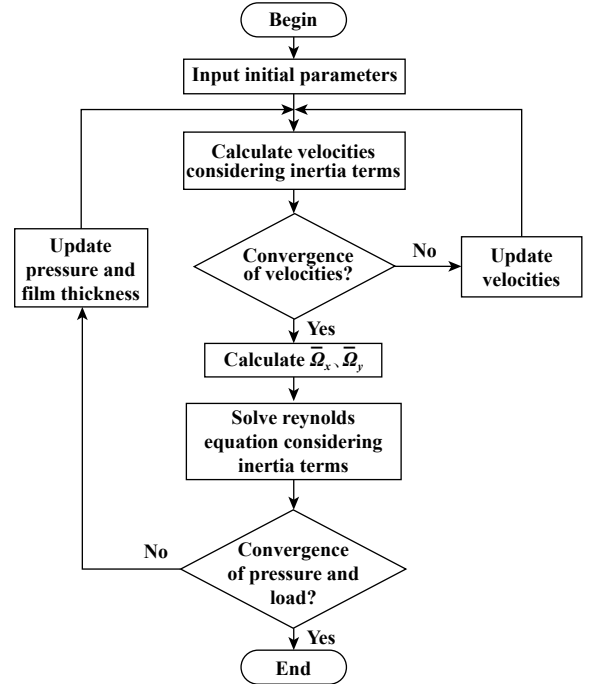 Begin
Input initial parameters
Calculate velocities
considering inertia terms
Convergence
of velocities?
No
Update
velocities
Update
pressure and
film thickness
Yes
Calculate Ω̅x、Ω̅y
Solve reynolds
equation considering
inertia terms
No
Convergence
of pressure and
load?
Yes
End